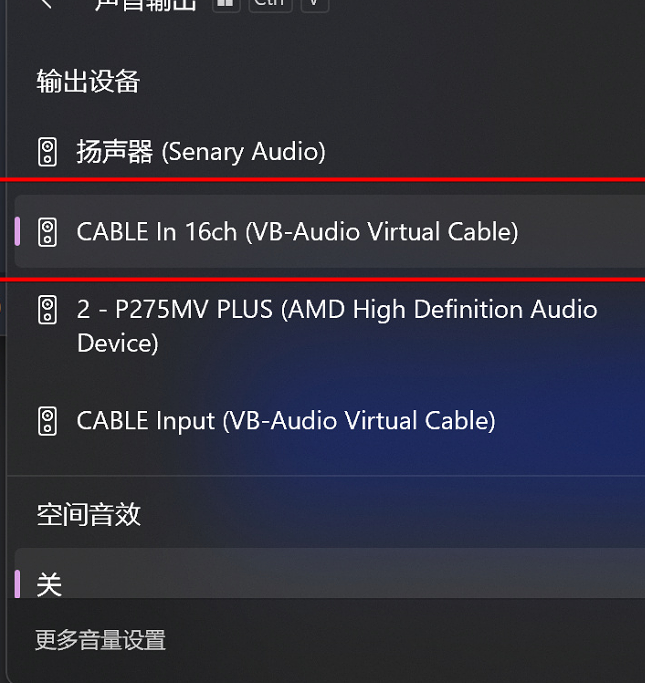 声音输出 Ctrl V
输出设备
扬声器 (Senary Audio)
CABLE In 16ch (VB-Audio Virtual Cable)
2 - P275MV PLUS (AMD High Definition Audio
Device)
CABLE Input (VB-Audio Virtual Cable)
空间音效
关
更多音量设置